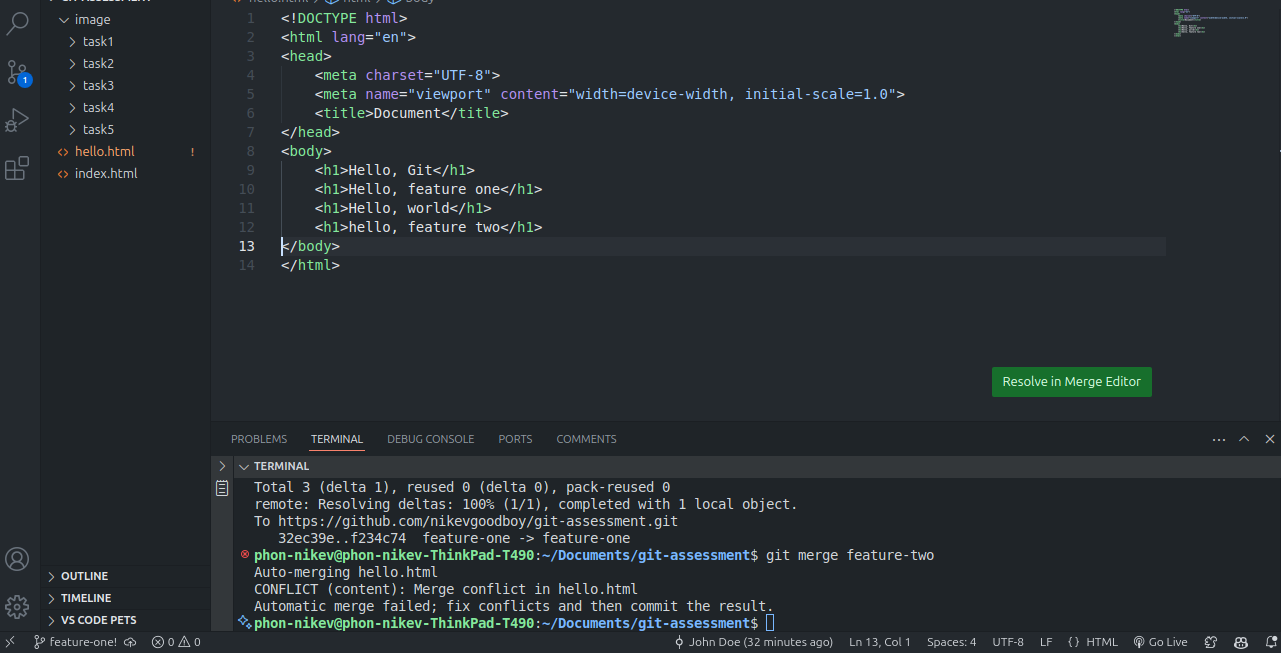 image
task1
task2
task3
task4
task5
hello.html !
index.html
OUTLINE
TIMELINE
VS CODE PETS
1 <!DOCTYPE html>
2 <html lang="en">
3 <head>
4 <meta charset="UTF-8">
5 <meta name="viewport" content="width=device-width, initial-scale=1.0">
6 <title>Document</title>
7 </head>
8 <body>
9 <h1>Hello, Git</h1>
10 <h1>Hello, feature one</h1>
11 <h1>Hello, world</h1>
12 <h1>hello, feature two</h1>
13 </body>
14 </html>
Resolve in Merge Editor
PROBLEMS TERMINAL DEBUG CONSOLE PORTS COMMENTS
TERMINAL
Total 3 (delta 1), reused 0 (delta 0), pack-reused 0
remote: Resolving deltas: 100% (1/1), completed with 1 local object.
To https://github.com/nikevgoodboy/git-assessment.git
32ec39e..f234c74 feature-one -> feature-one
phon-nikev@phon-nikev-ThinkPad-T490:~/Documents/git-assessment$ git merge feature-two
Auto-merging hello.html
CONFLICT (content): Merge conflict in hello.html
Automatic merge failed; fix conflicts and then commit the result.
phon-nikev@phon-nikev-ThinkPad-T490:~/Documents/git-assessment$
1
feature-one! 0 0 John Doe (32 minutes ago) Ln 13, Col 1 Spaces: 4 UTF-8 LF {} HTML Go Live